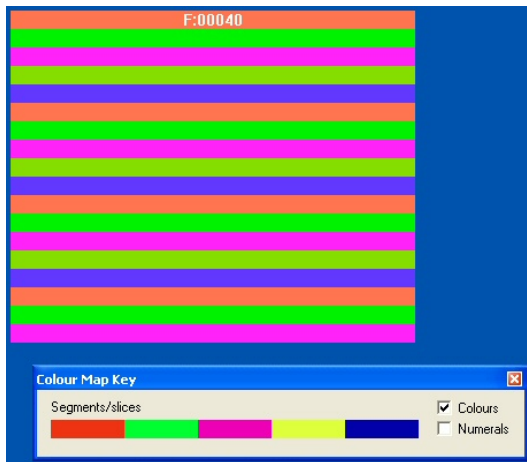 F:00040
Colour Map Key
Segments/slices
Colours
Numerals